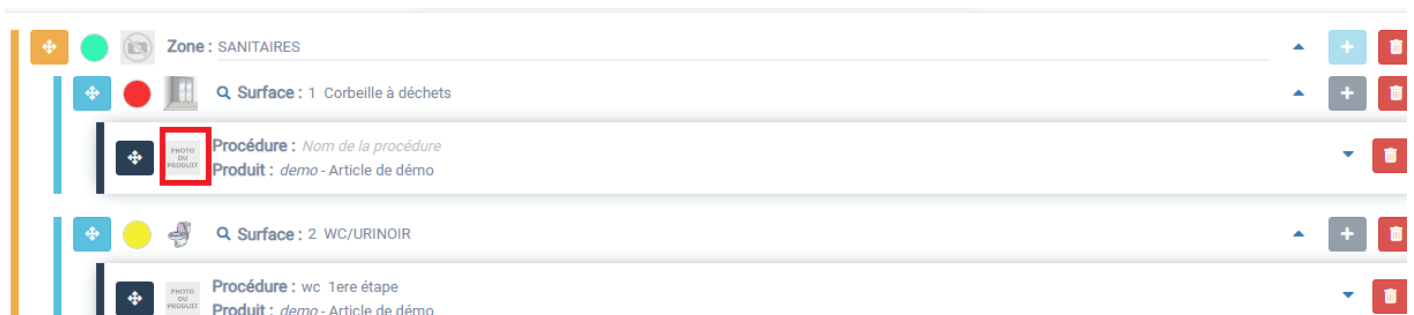 Zone : SANITAIRES
Surface : 1 Corbeille à déchets
PHOTO
DU
PRODUIT
Procédure : Nom de la procédure
Produit : demo - Article de démo
Surface : 2 WC/URINOIR
PHOTO
DU
PRODUIT
Procédure : wc 1ere étape
Produit : demo - Article de démo